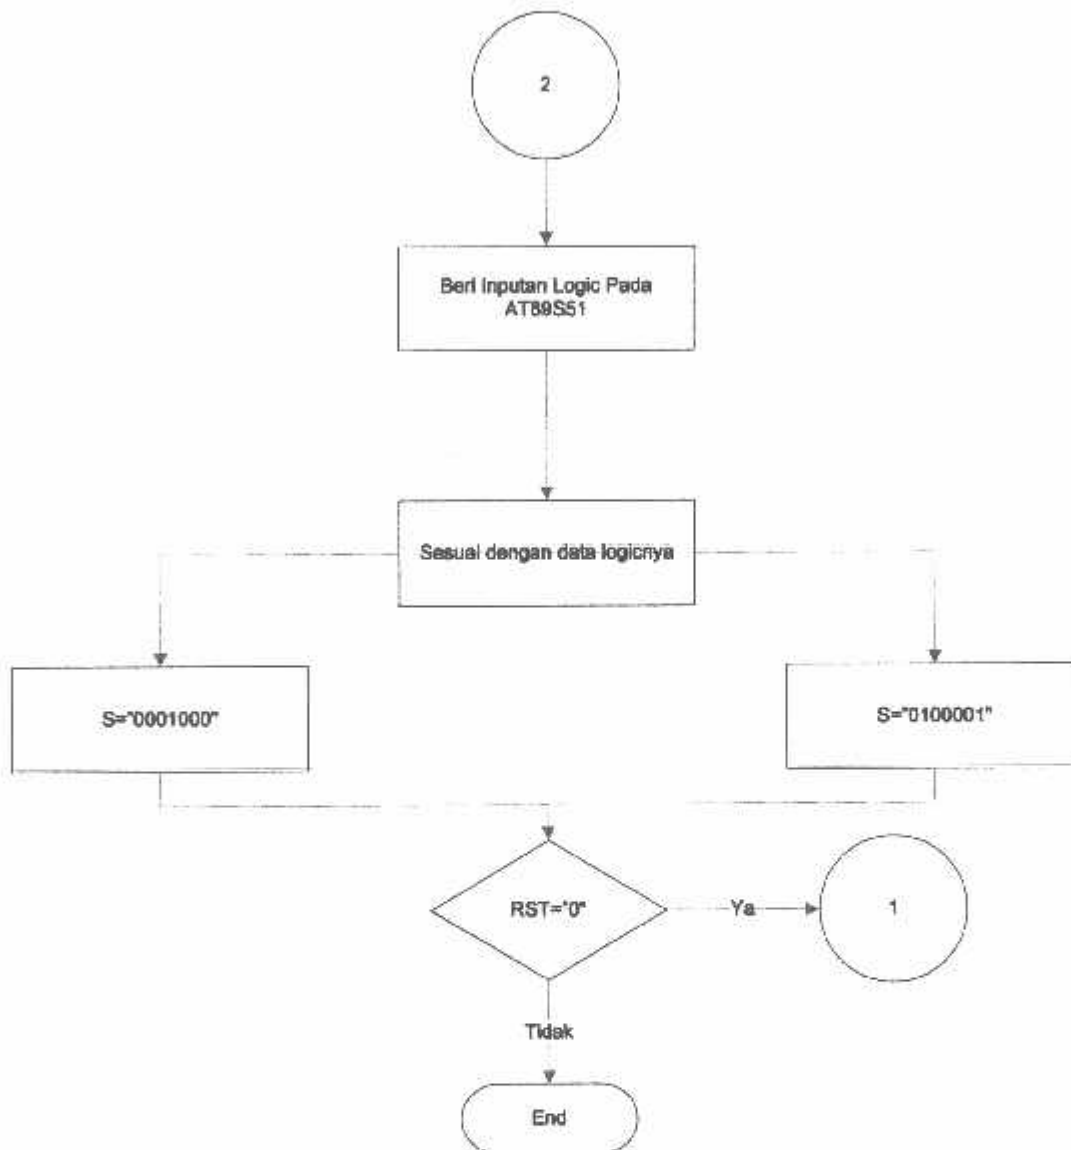 2
Beri Inputan Logic Pada
AT89S51
Sesuai dengan data logicnya
S="0001000"
S="0100001"
RST="0"
Ya
1
Tidak
End